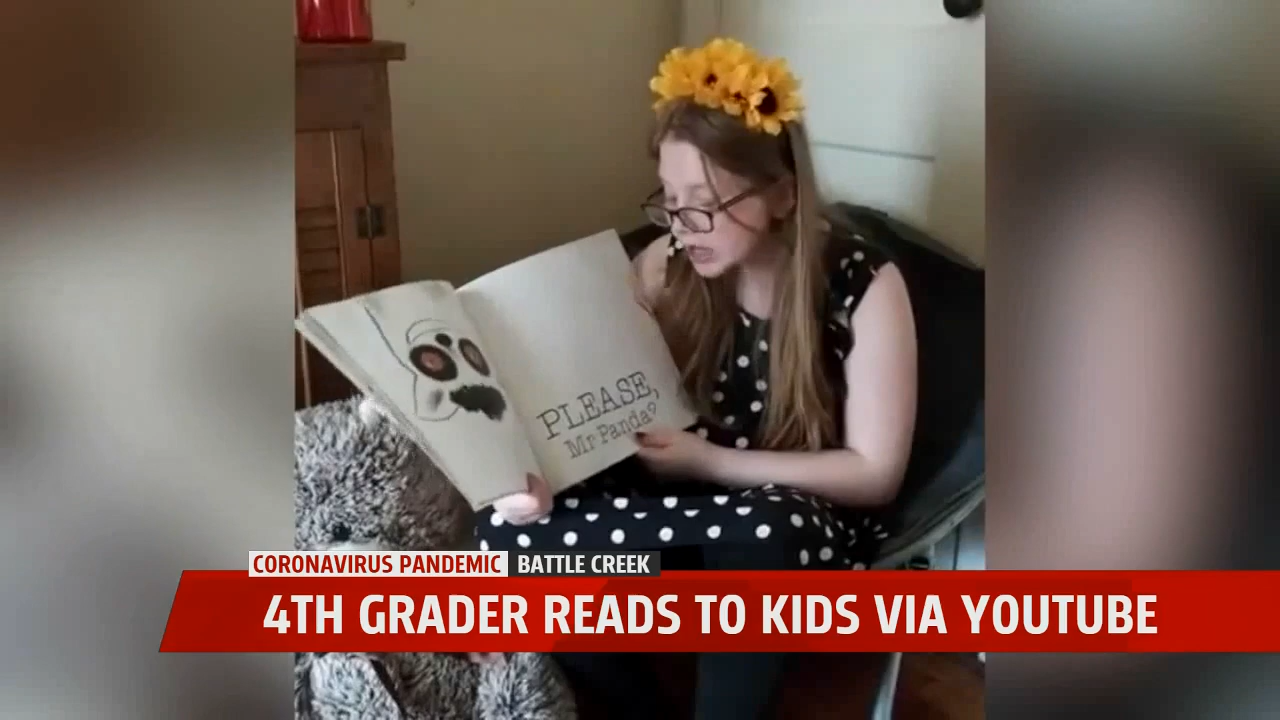 PLEASE,
Mr Panda?
CORONAVIRUS PANDEMIC BATTLE CREEK
4TH GRADER READS TO KIDS VIA YOUTUBE